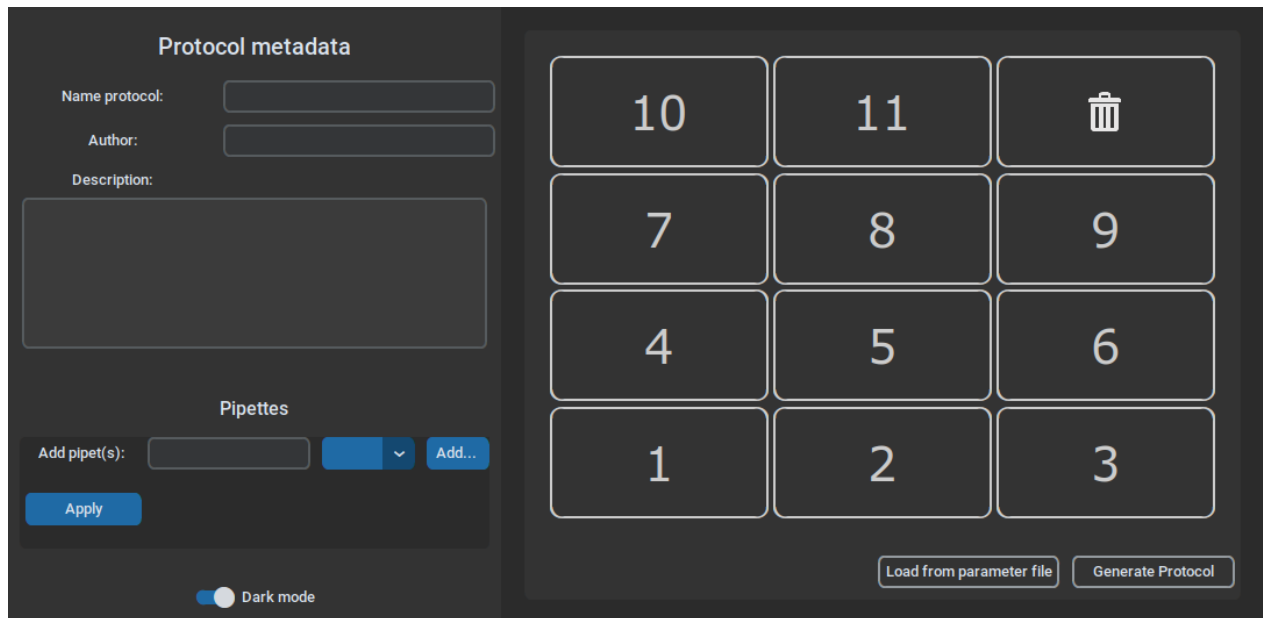 Protocol metadata
Name protocol:
Author:
Description:
Pipettes
Add pipet(s):
Add...
Apply
Dark mode
10 11
7 8 9
4 5 6
1 2 3
Load from parameter file
Generate Protocol